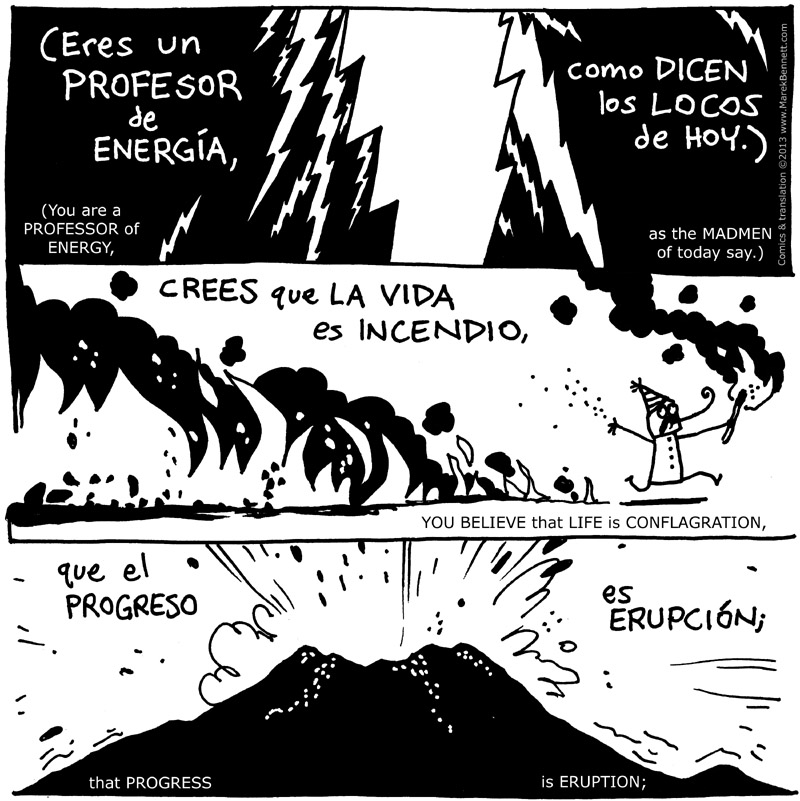 (Eres un
PROFESOR
de
ENERGÍA,
(You are a
PROFESSOR of
ENERGY,
como DICEN
los LOCOS
de HOY.)
as the MADMEN
of today say.)
Comics & translation ©2013 www.MarekBennett.com
CREES que LA VIDA
es INCENDIO,
YOU BELIEVE that LIFE is CONFLAGRATION,
que el
PROGRESO
es
ERUPCIÓN;
that PROGRESS
is ERUPTION;